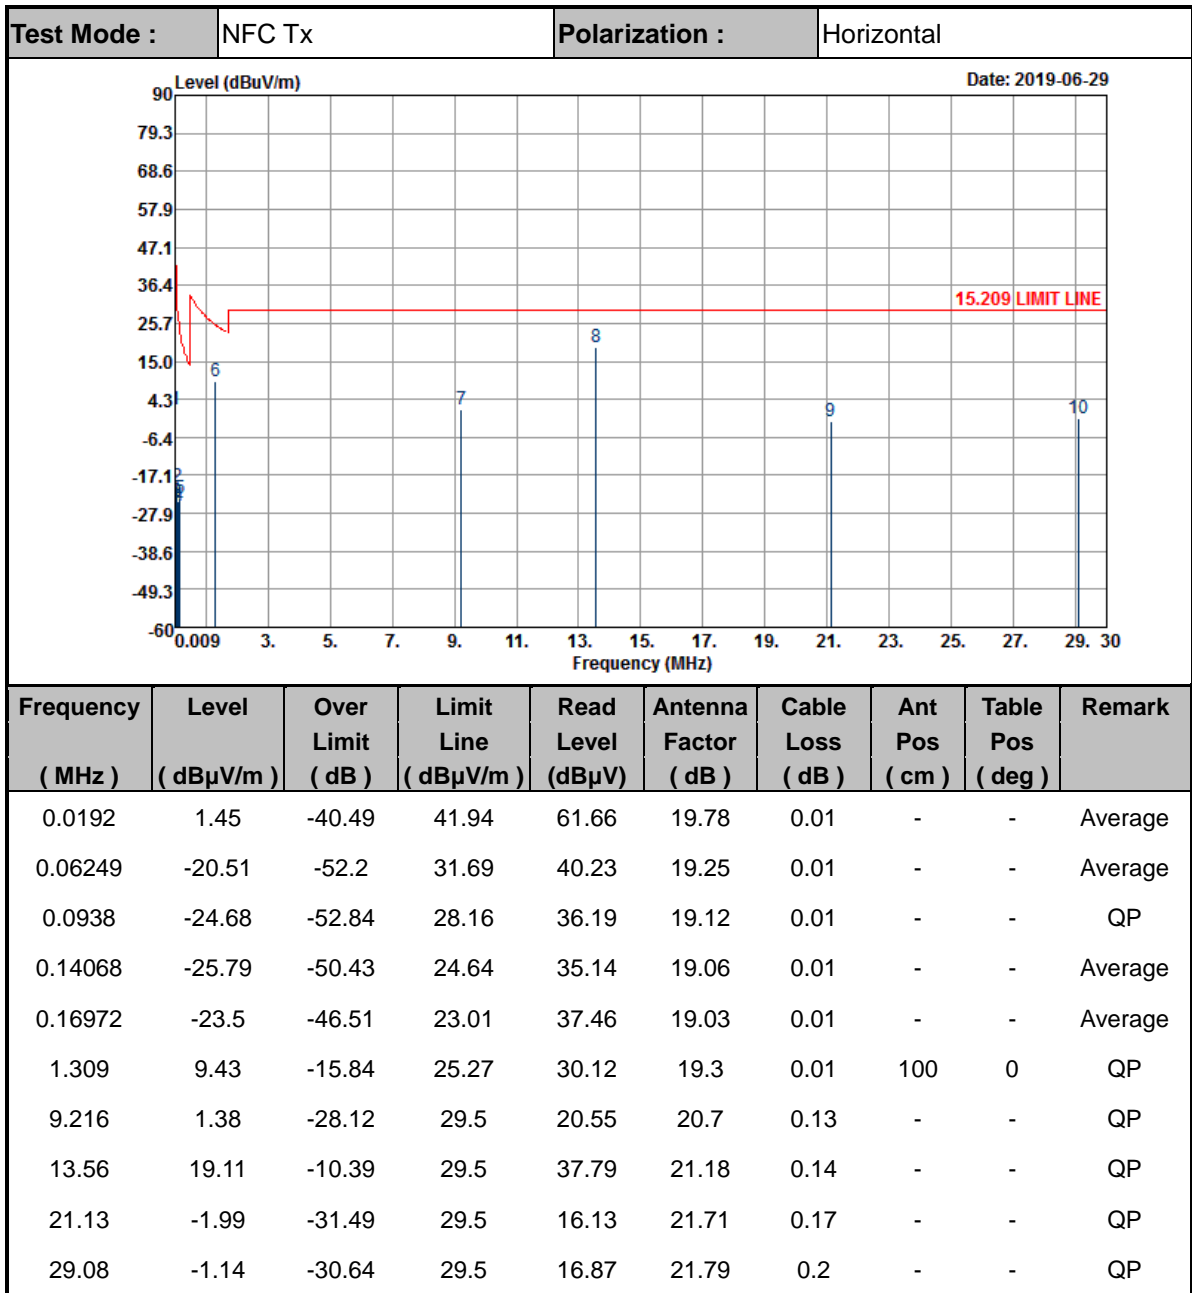 Test Mode : NFC Tx Polarization : Horizontal
Level (dBuV/m) Date: 2019-06-29
90
79.3
68.6
57.9
47.1
36.4
25.7
15.0
4.3
-6.4
-17.1
-27.9
-38.6
-49.3
-60
15.209 LIMIT LINE
1
2
5
6
7
8
9
10
0.009 3. 5. 7. 9. 11. 13. 15. 17. 19. 21. 23. 25. 27. 29. 30
Frequency (MHz)
Frequency Level Over Limit Read Antenna Cable Ant Table Remark
Limit Line Level Factor Loss Pos Pos
( MHz ) ( dBµV/m ) ( dB ) ( dBµV/m ) (dBµV) ( dB ) ( dB ) ( cm ) ( deg )
0.0192 1.45 -40.49 41.94 61.66 19.78 0.01 - - Average
0.06249 -20.51 -52.2 31.69 40.23 19.25 0.01 - - Average
0.0938 -24.68 -52.84 28.16 36.19 19.12 0.01 - - QP
0.14068 -25.79 -50.43 24.64 35.14 19.06 0.01 - - Average
0.16972 -23.5 -46.51 23.01 37.46 19.03 0.01 - - Average
1.309 9.43 -15.84 25.27 30.12 19.3 0.01 100 0 QP
9.216 1.38 -28.12 29.5 20.55 20.7 0.13 - - QP
13.56 19.11 -10.39 29.5 37.79 21.18 0.14 - - QP
21.13 -1.99 -31.49 29.5 16.13 21.71 0.17 - - QP
29.08 -1.14 -30.64 29.5 16.87 21.79 0.2 - - QP